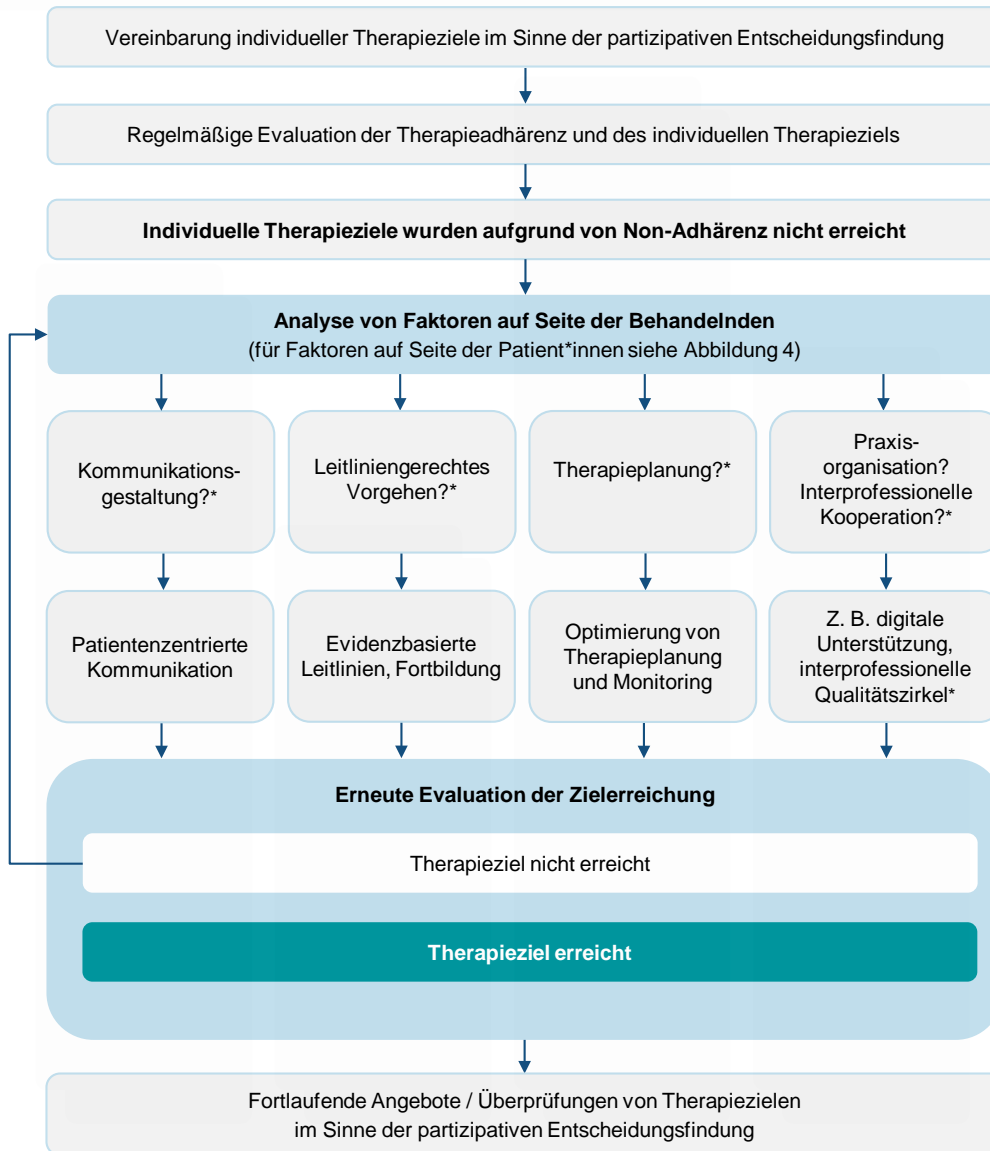 Vereinbarung individueller Therapieziele im Sinne der partizipativen Entscheidungsfindung
Regelmäßige Evaluation der Therapieadhärenz und des individuellen Therapieziels
Individuelle Therapieziele wurden aufgrund von Non-Adhärenz nicht erreicht
Analyse von Faktoren auf Seite der Behandelnden
(für Faktoren auf Seite der Patient*innen siehe Abbildung 4)
Kommunikations-
gestaltung?*
Leitliniengerechtes
Vorgehen?*
Therapieplanung?*
Praxis-
organisation?
Interprofessionelle
Kooperation?*
Patientenzentrierte
Kommunikation
Evidenzbasierte
Leitlinien, Fortbildung
Optimierung von
Therapieplanung
und Monitoring
Z. B. digitale
Unterstützung,
interprofessionelle
Qualitätszirkel*
Erneute Evaluation der Zielerreichung
Therapieziel nicht erreicht
Therapieziel erreicht
Fortlaufende Angebote / Überprüfungen von Therapiezielen
im Sinne der partizipativen Entscheidungsfindung